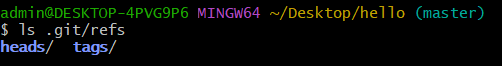 admin@DESKTOP-4PVG9P6 MINGW64 ~/Desktop/hello (master)
$ ls .git/refs
heads/  tags/